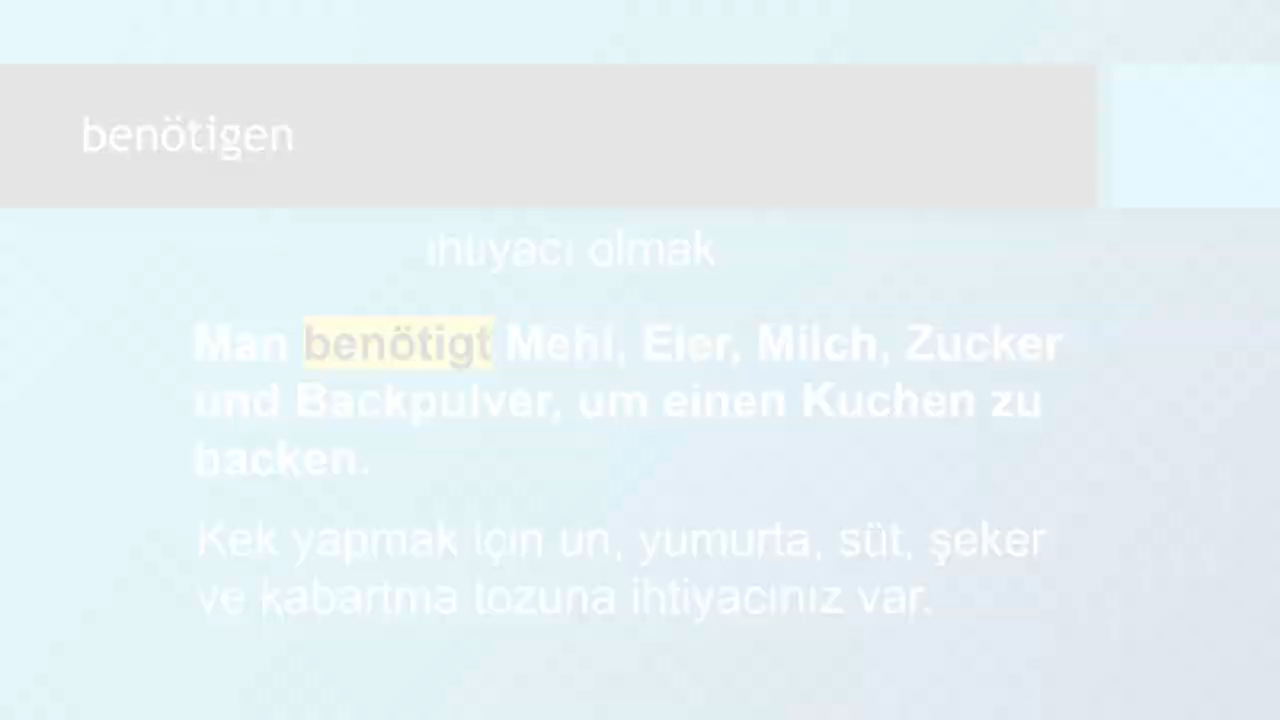 benötigen
ihtiyacı olmak
Man benötigt Mehl, Eier, Milch, Zucker
und Backpulver, um einen Kuchen zu
backen.
Kek yapmak için un, yumurta, süt, şeker
ve kabartma tozuna ihtiyacınız var.